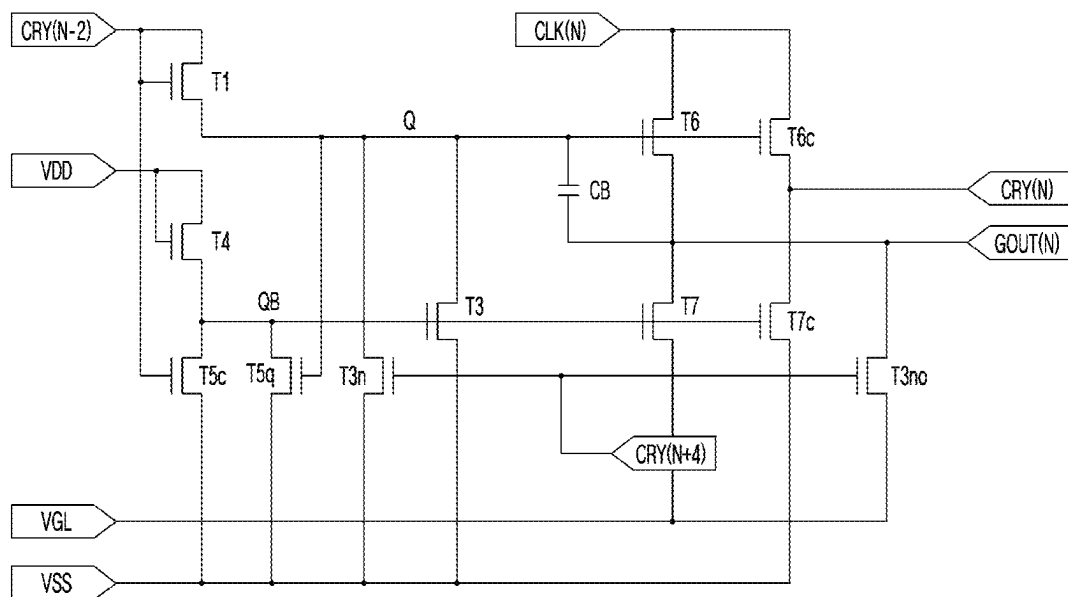 CRY(N-2)
CLK(N)
T1
Q
T6
T6c
VDD
CB
CRY(N)
T4
GOUT(N)
QB
T3
T7
T7c
T5c
T5q
T3n
T3no
CRY(N+4)
VGL
VSS